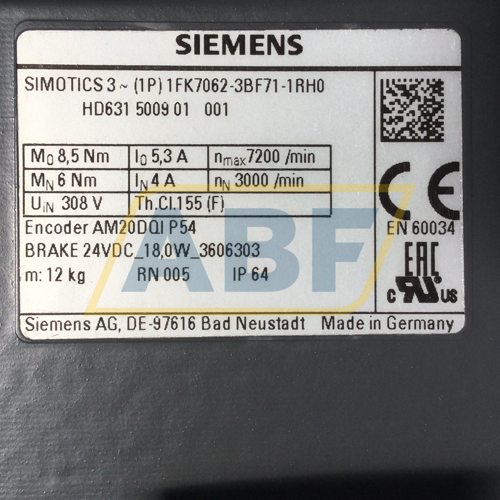 SIEMENS
SIMOTICS 3 ~ (1P) 1FK7062-3BF71-1RH0
HD631 5009 01 001
M0 8,5 Nm I0 5,3 A nmax 7200 /min
MN 6 Nm IN 4 A nN 3000 /min
UIN 308 V Th.Cl.155 (F)
Encoder AM20DQI P54
BRAKE 24VDC_18,0W_3606303
m: 12 kg RN 005 IP 64
CE
EN 60034
EAC
c RU US
Siemens AG, DE-97616 Bad Neustadt Made in Germany
ABF